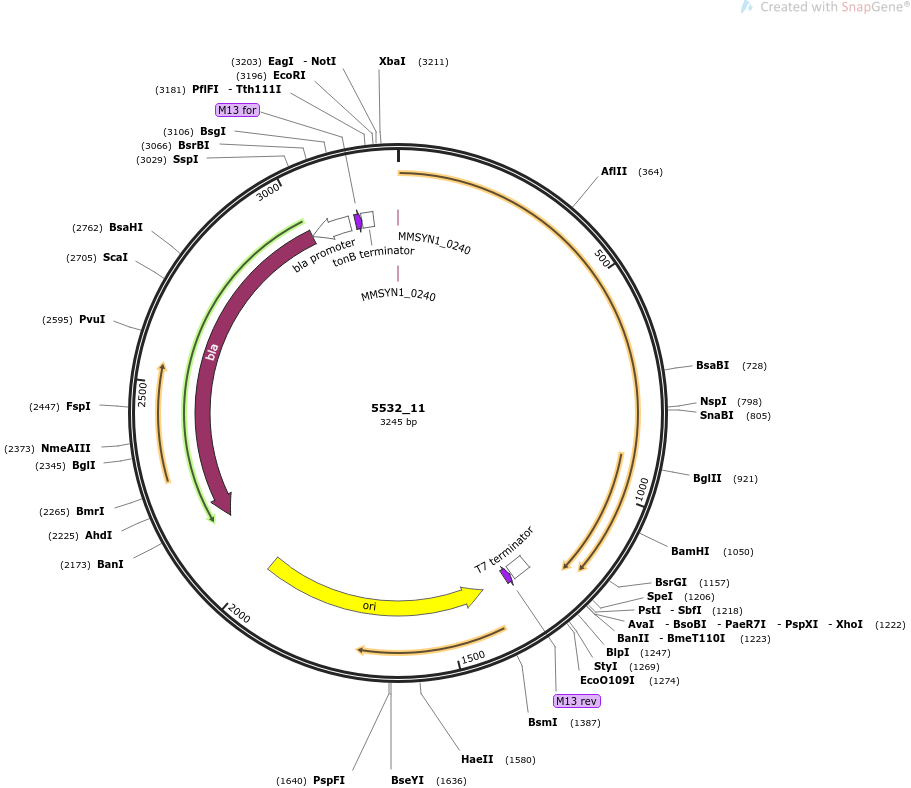 Created with SnapGene®
(3203) EagI - NotI
XbaI (3211)
(3196) EcoRI
(3181) PflFI - Tth111I
M13 for
(3106) BsgI
(3066) BsrBI
(3029) SspI
AflII (364)
3000
500
(2762) BsaHI
(2705) ScaI
bla promoter
tonB terminator
MMSYN1_0240
MMSYN1_0240
(2595) PvuI
bla
BsaBI (728)
2500
(2447) FspI
5532_11
3245 bp
NspI (798)
SnaBI (805)
(2373) NmeAIII
(2345) BglI
BglII (921)
1000
(2265) BmrI
(2225) AhdI
(2173) BanI
BamHI (1050)
T7 terminator
BsrGI (1157)
SpeI (1206)
PstI - SbfI (1218)
AvaI - BsoBI - PaeR7I - PspXI - XhoI (1222)
BanII - BmeT110I (1223)
BlpI (1247)
StyI (1269)
EcoO109I (1274)
2000
ori
1500
M13 rev
BsmI (1387)
HaeII (1580)
(1640) PspFI
BseYI (1636)